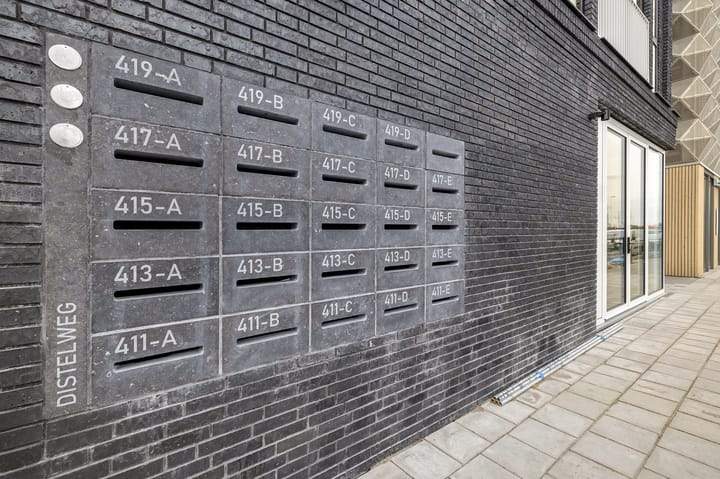 419-A 419-B 419-C 419-D
417-A 417-B 417-C 417-D 417-E
415-A 415-B 415-C 415-D 415-E
413-A 413-B 413-C 413-D 413-E
411-A 411-B 411-C 411-D 411-E
DISTELWEG